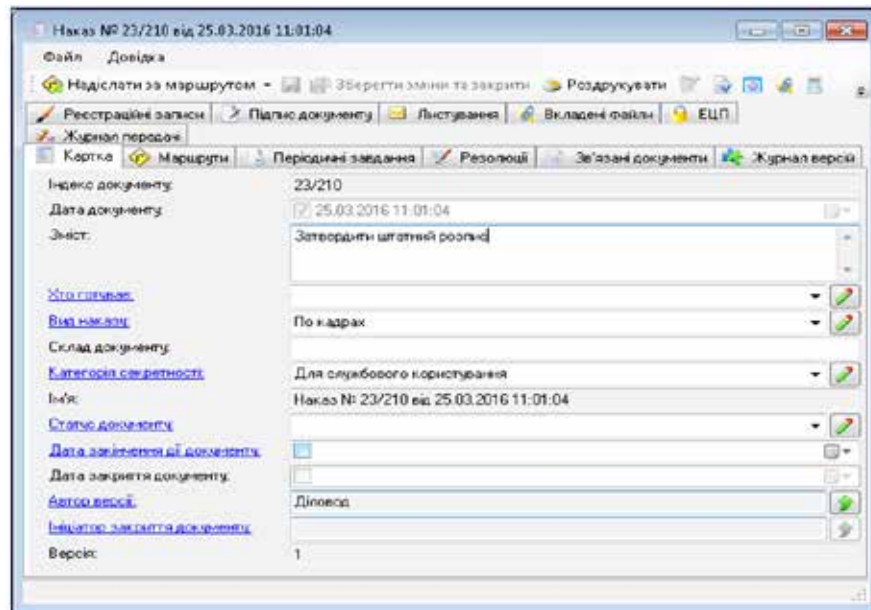 Наказ № 23/210 від 25.03.2016 11:01:04
Файл Довідка
Надіслати за маршрутом Зберегти зміни та закрити Роздрукувати
Реєстраційні записи Підпис документу Листування Вкладені файли ЕЦП
Журнал передачі
Картка Маршрути Періодичні завдання Резолюції Зв'язані документи Журнал версій
Індекс документу: 23/210
Дата документу: 25.03.2016 11:01:04
Зміст: Затвердити штатний розпис
Хто готував:
Вид наказу: По кадрах
Склад документу:
Категорія секретності: Для службового користування
Ім'я: Наказ № 23/210 від 25.03.2016 11:01:04
Статус документу:
Дата закінчення дії документу:
Дата закриття документу:
Автор версії: Діловод
Ініціатор закриття документу:
Версія: 1